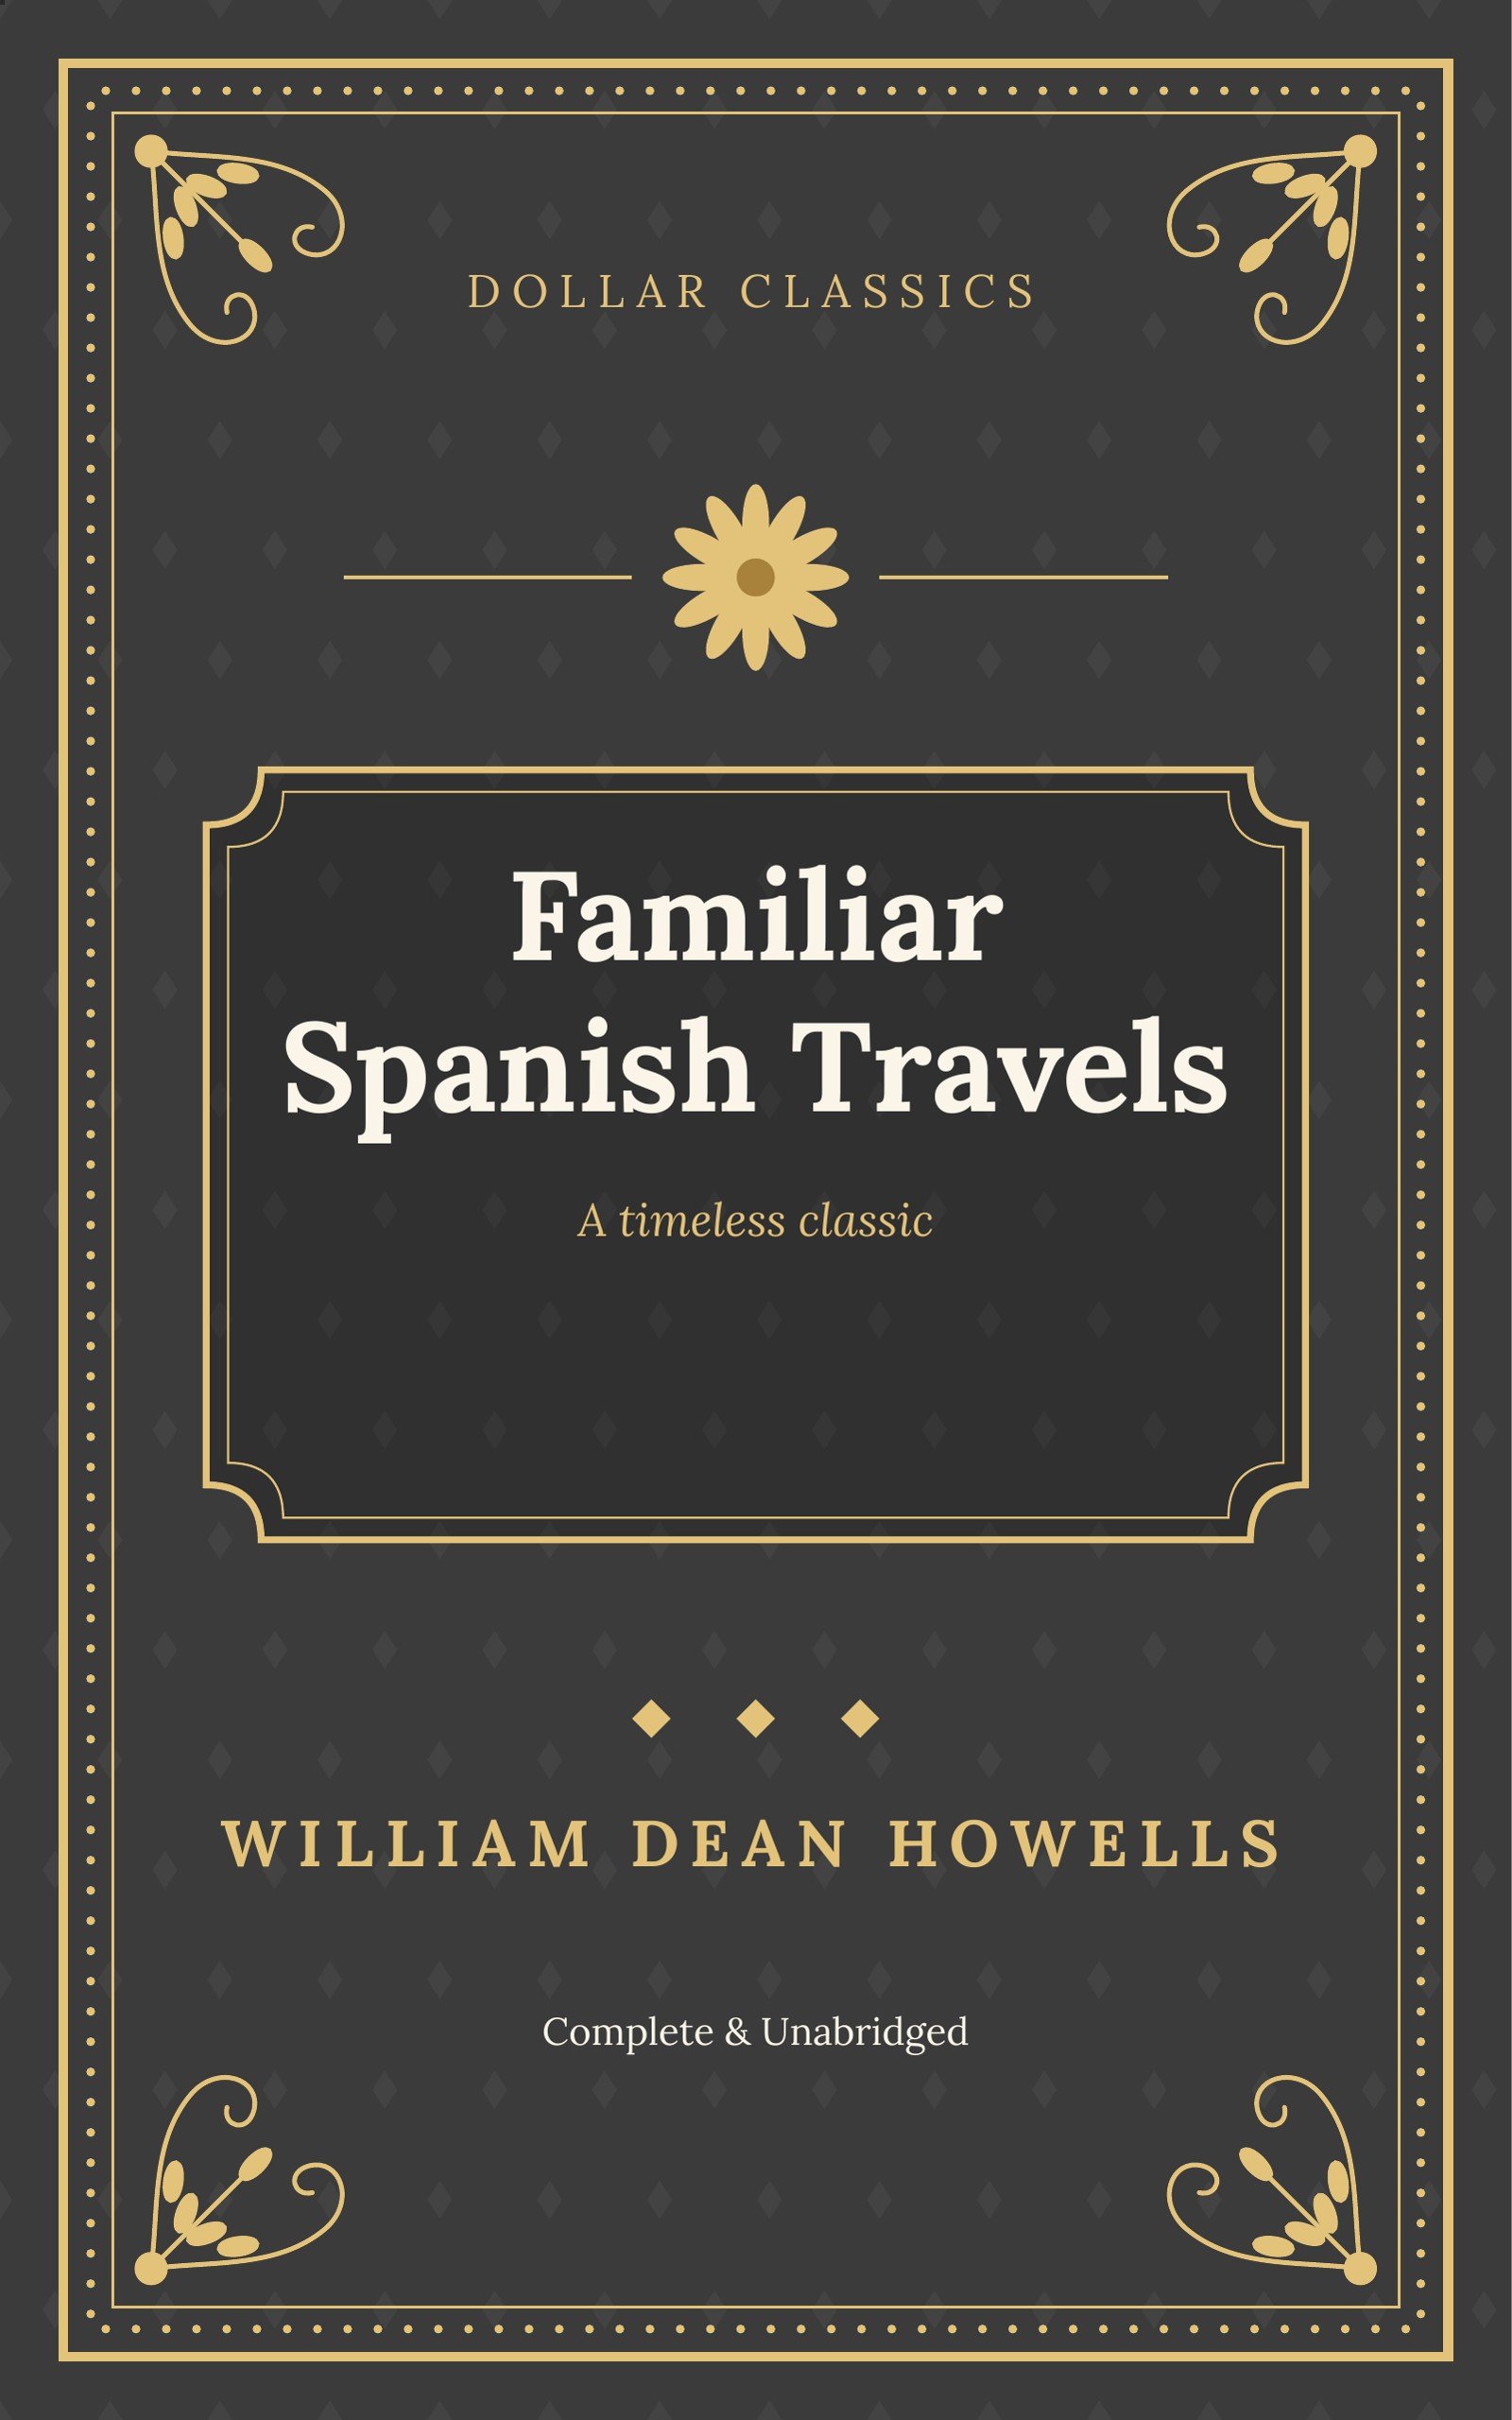 DOLLAR CLASSICS
Familiar
Spanish Travels
A timeless classic
WILLIAM DEAN HOWELLS
Complete & Unabridged